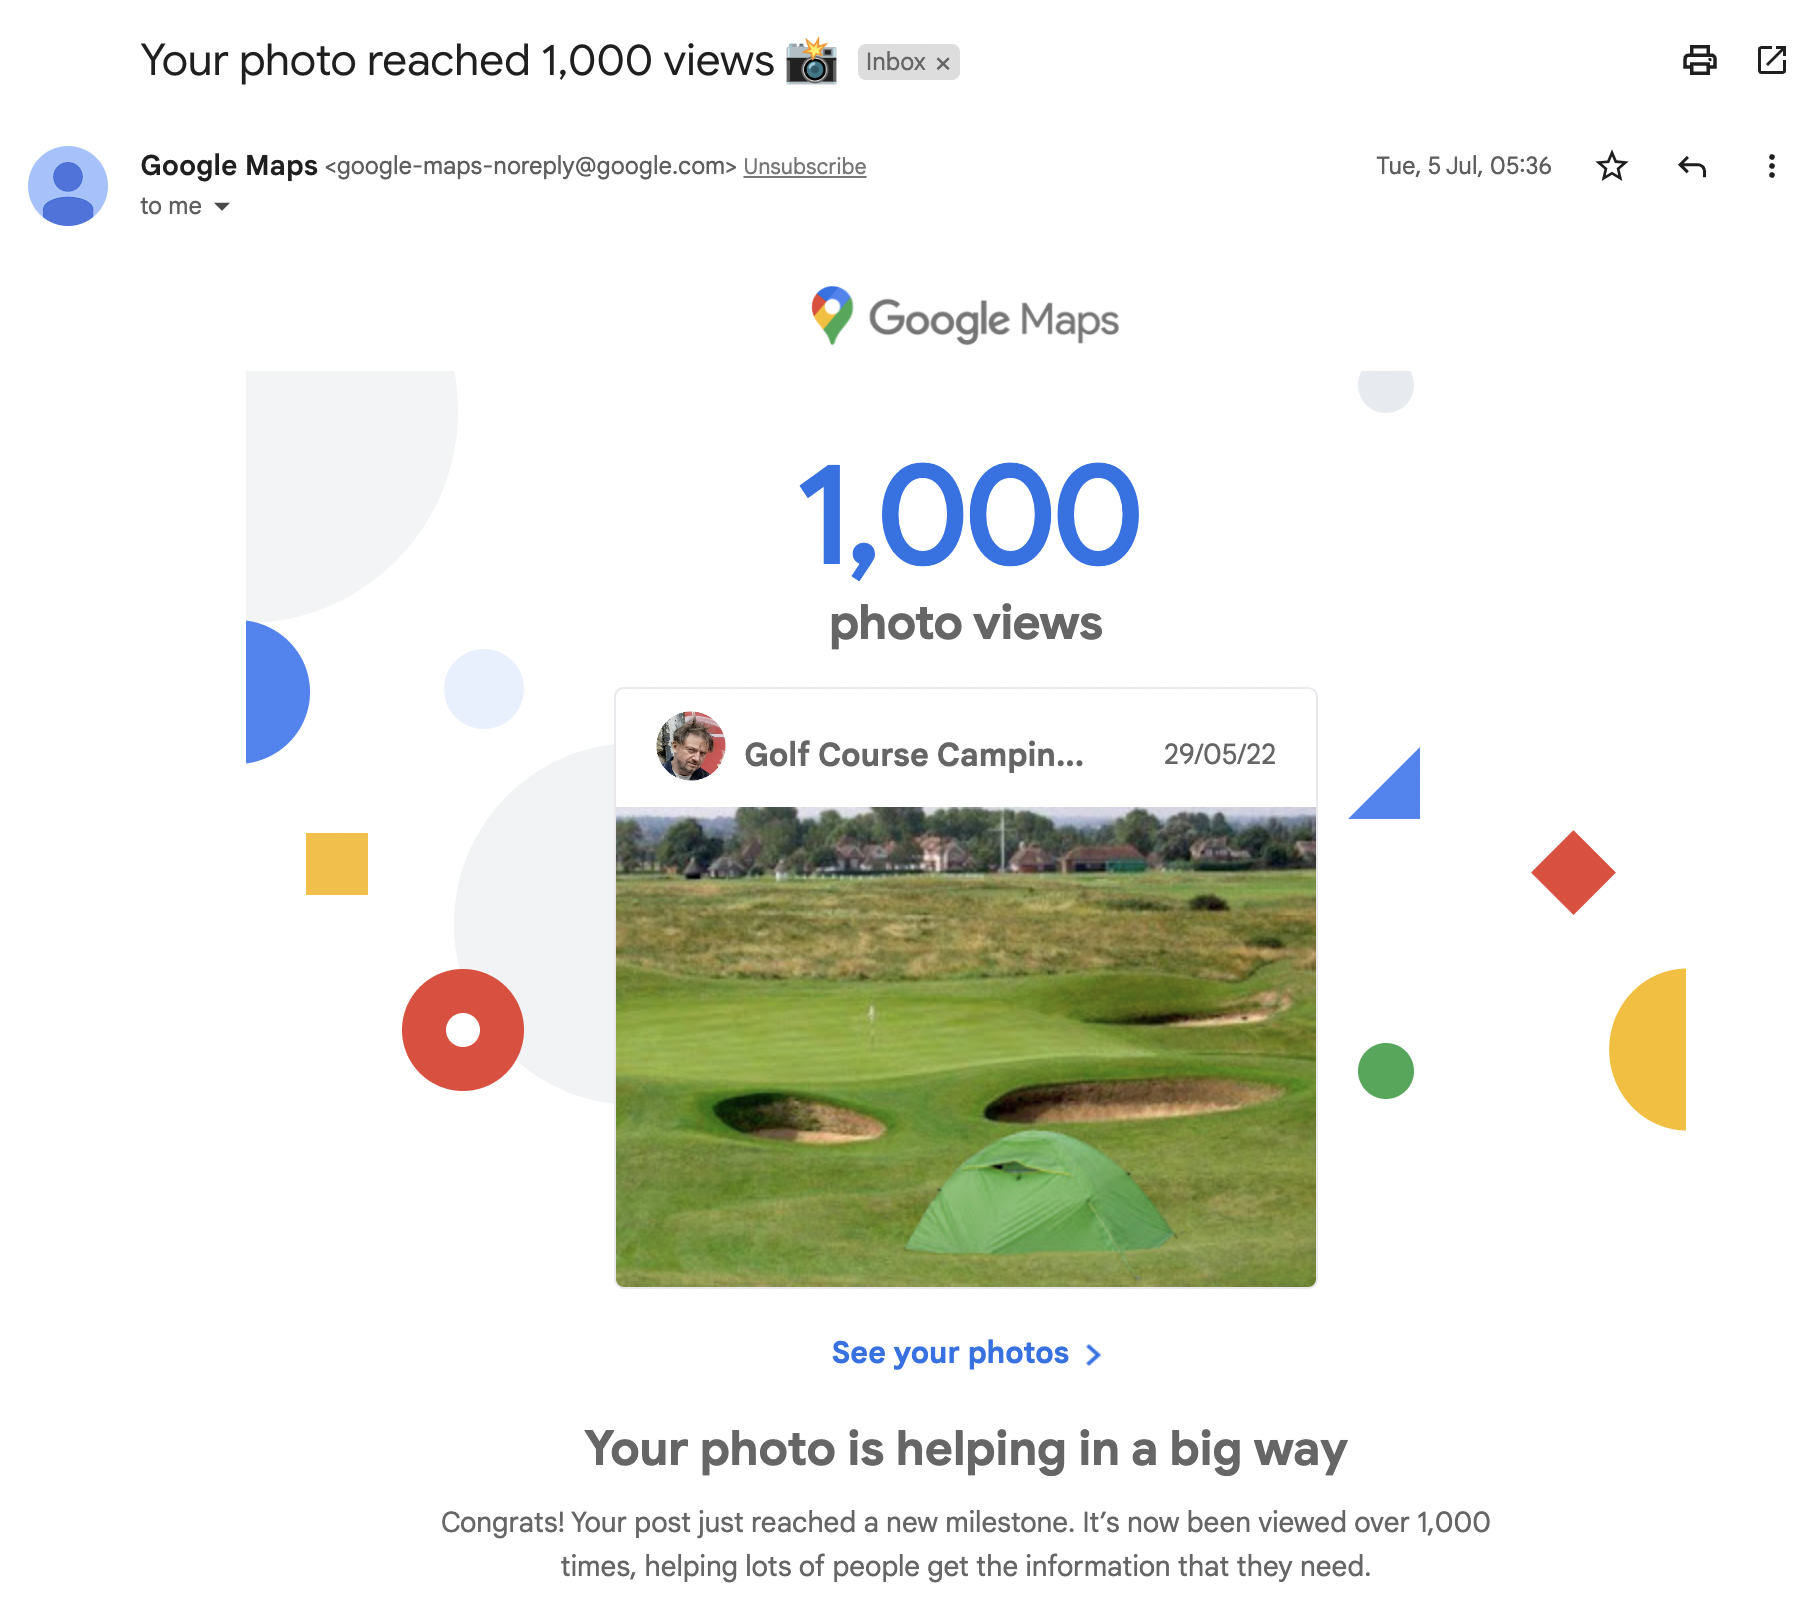 Your photo reached 1,000 views 📸 Inbox ×
Google Maps <google-maps-noreply@google.com> Unsubscribe
Tue, 5 Jul, 05:36
to me
Google Maps
1,000
photo views
Golf Course Campin... 29/05/22
See your photos >
Your photo is helping in a big way
Congrats! Your post just reached a new milestone. It’s now been viewed over 1,000
times, helping lots of people get the information that they need.